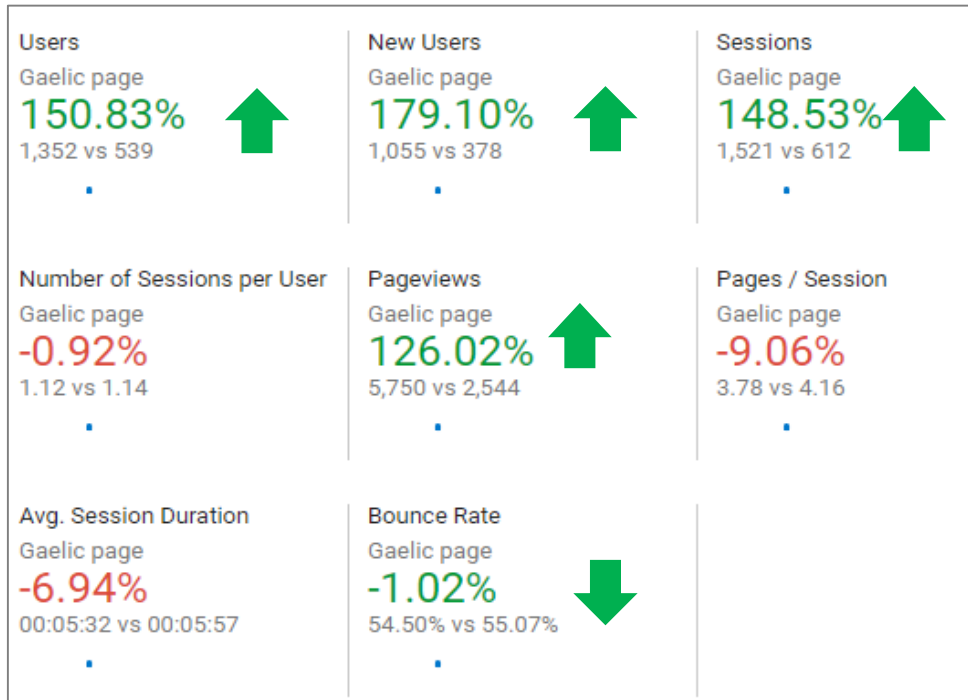 Users
Gaelic page
150.83%
1,352 vs 539
New Users
Gaelic page
179.10%
1,055 vs 378
Sessions
Gaelic page
148.53%
1,521 vs 612
Number of Sessions per User
Gaelic page
-0.92%
1.12 vs 1.14
Pageviews
Gaelic page
126.02%
5,750 vs 2,544
Pages / Session
Gaelic page
-9.06%
3.78 vs 4.16
Avg. Session Duration
Gaelic page
-6.94%
00:05:32 vs 00:05:57
Bounce Rate
Gaelic page
-1.02%
54.50% vs 55.07%